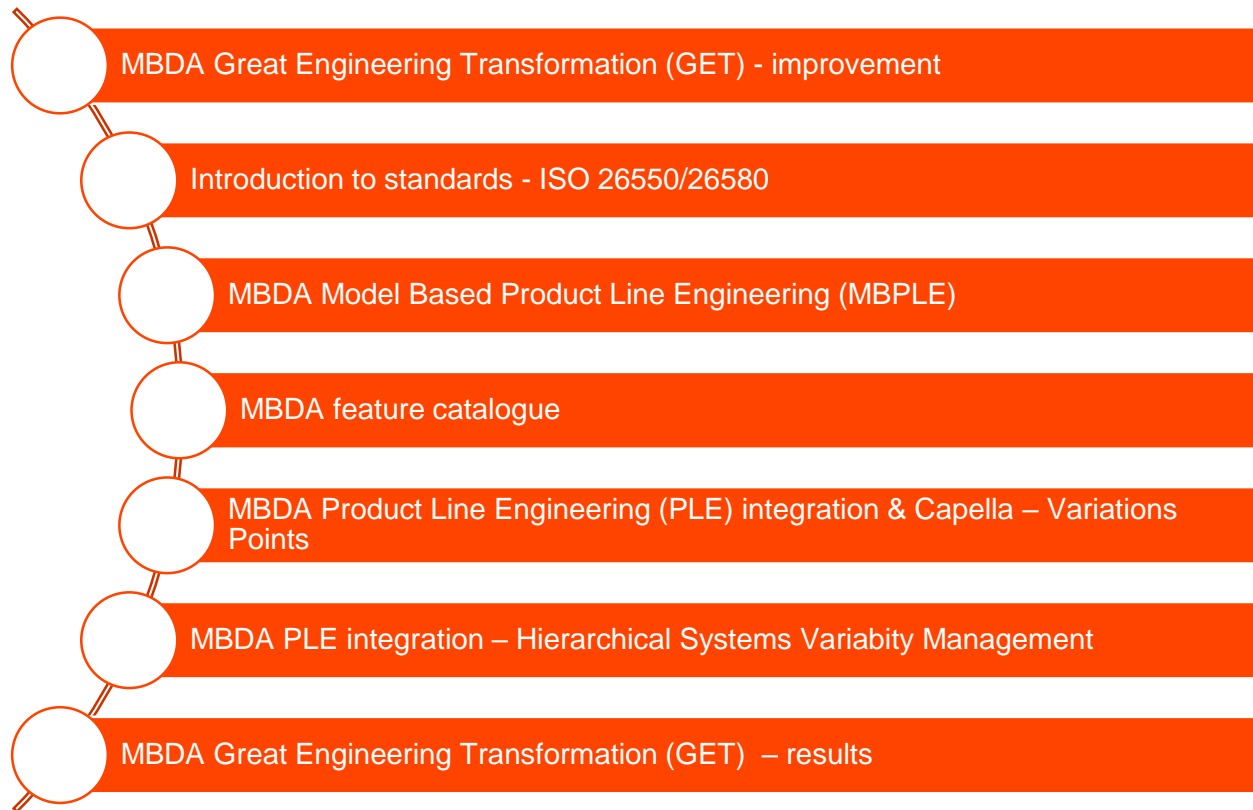 MBDA Great Engineering Transformation (GET) - improvement
Introduction to standards - ISO 26550/26580
MBDA Model Based Product Line Engineering (MBPLE)
MBDA feature catalogue
MBDA Product Line Engineering (PLE) integration & Capella – Variations
Points
MBDA PLE integration – Hierarchical Systems Variabity Management
MBDA Great Engineering Transformation (GET) – results